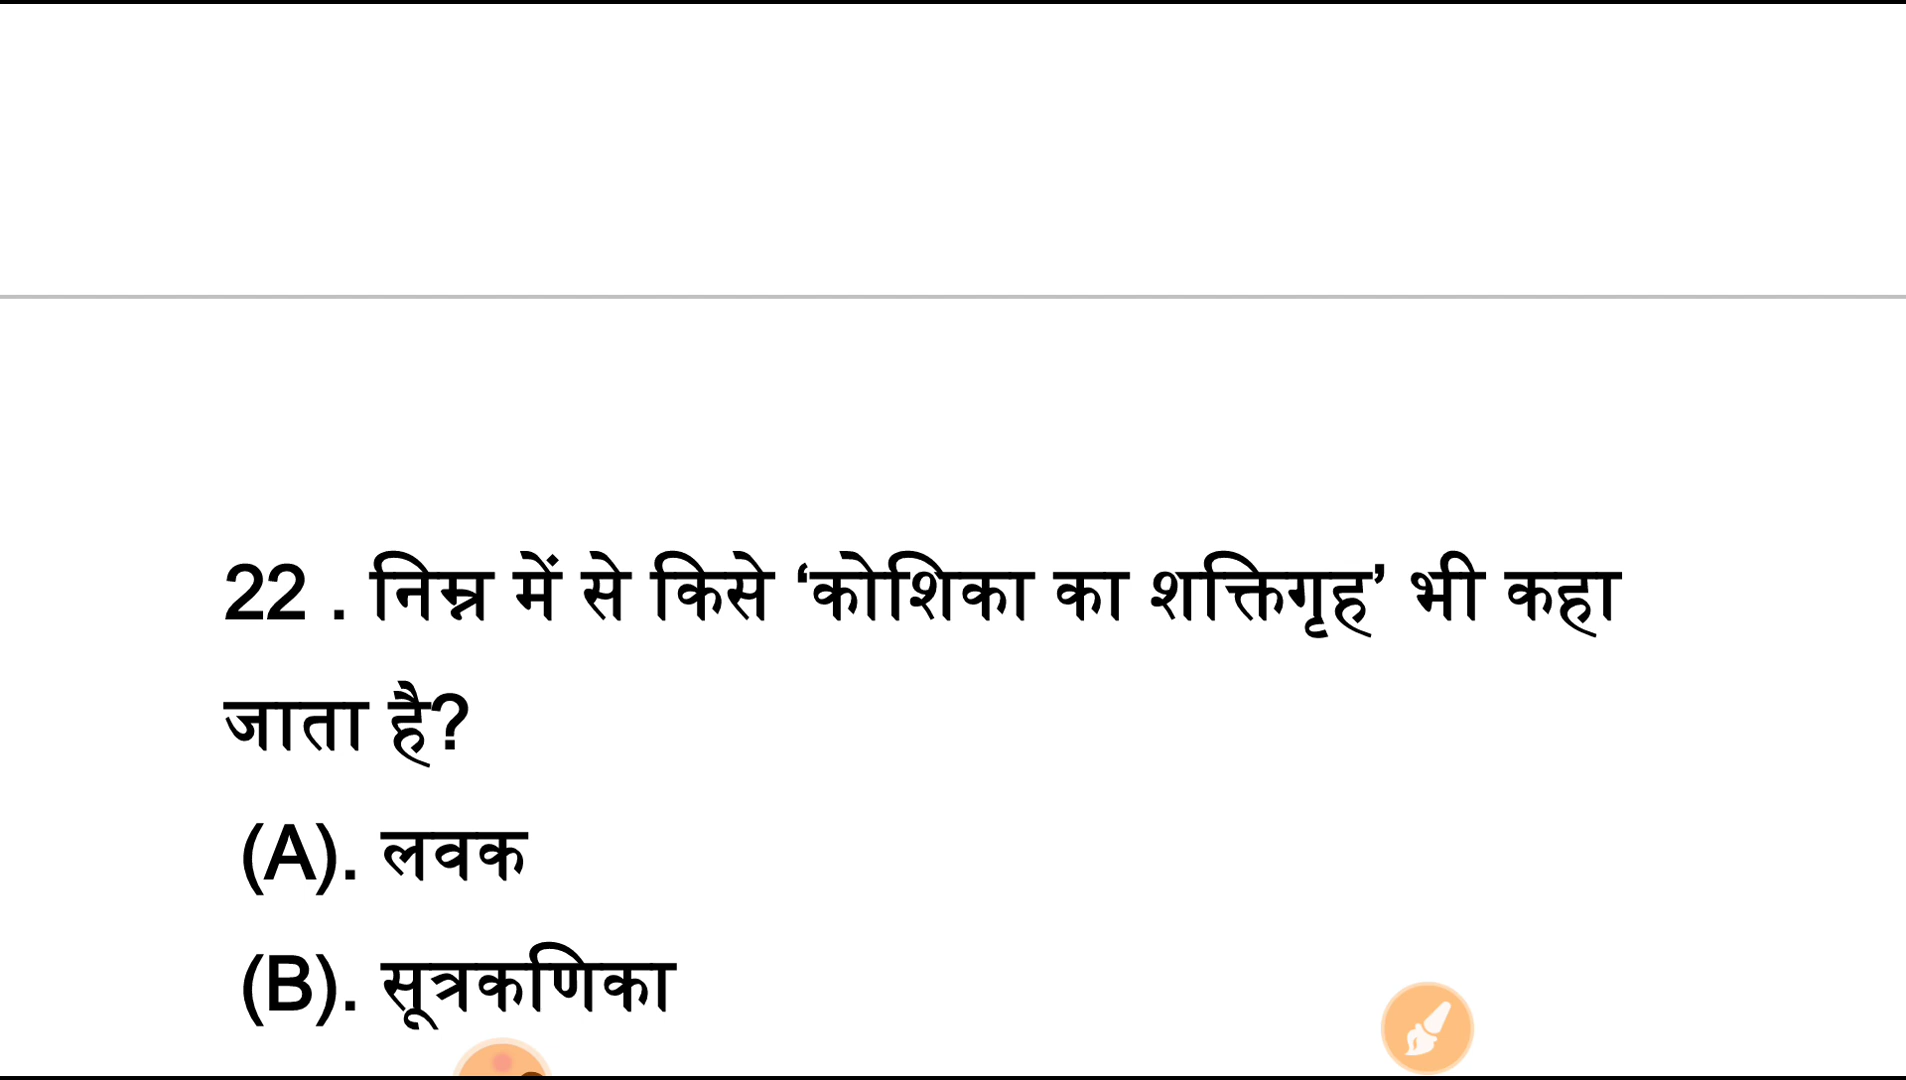 22 . निम्न में से किसे ‘कोशिका का शक्तिगृह’ भी कहा
जाता है?
(A). लवक
(B). सूत्रकणिका